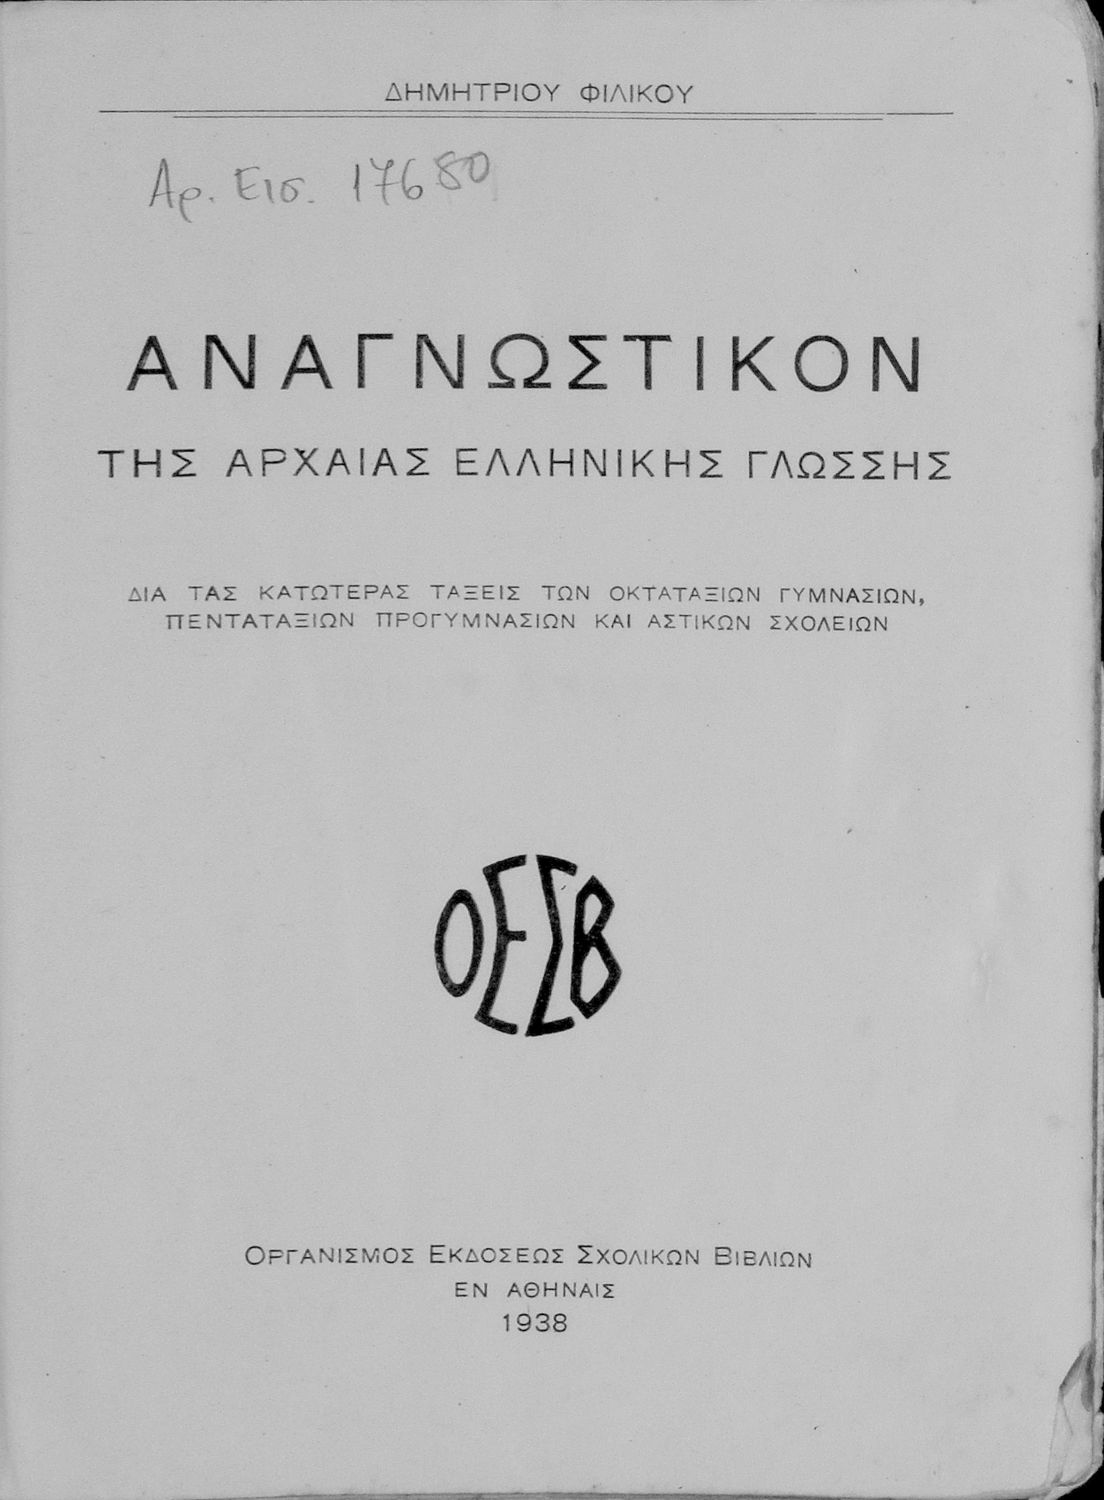 ΔΗΜΗΤΡΙΟΥ ΦΙΛΙΚΟΥ
Αρ. Εισ. 17680
ΑΝΑΓΝΩΣΤΙΚΟΝ
ΤΗΣ ΑΡΧΑΙΑΣ ΕΛΛΗΝΙΚΗΣ ΓΛΩΣΣΗΣ
ΔΙΑ ΤΑΣ ΚΑΤΩΤΕΡΑΣ ΤΑΞΕΙΣ ΤΩΝ ΟΚΤΑΤΑΞΙΩΝ ΓΥΜΝΑΣΙΩΝ,
ΠΕΝΤΑΤΑΞΙΩΝ ΠΡΟΓΥΜΝΑΣΙΩΝ ΚΑΙ ΑΣΤΙΚΩΝ ΣΧΟΛΕΙΩΝ
ΟΕΣΒ
ΟΡΓΑΝΙΣΜΟΣ ΕΚΔΟΣΕΩΣ ΣΧΟΛΙΚΩΝ ΒΙΒΛΙΩΝ
ΕΝ ΑΘΗΝΑΙΣ
1938